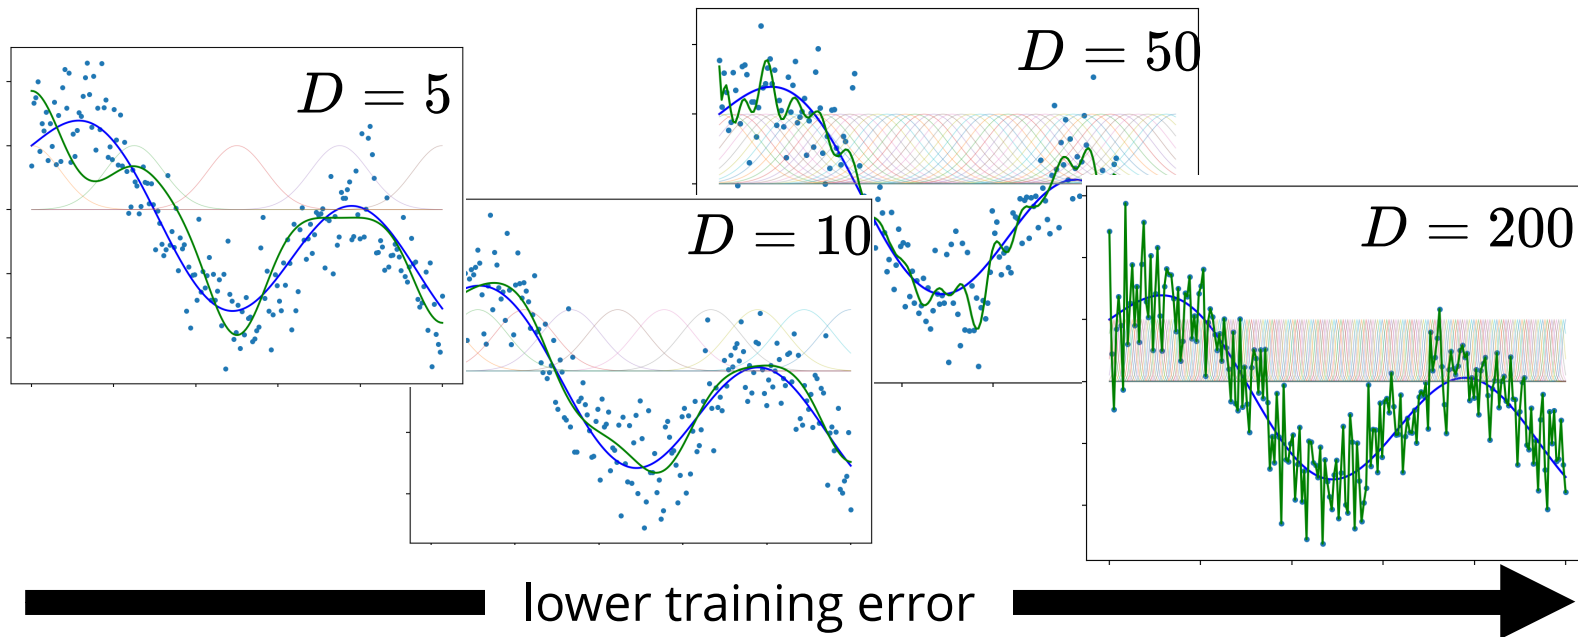 D = 5
D = 10
D = 50
D = 200
lower training error